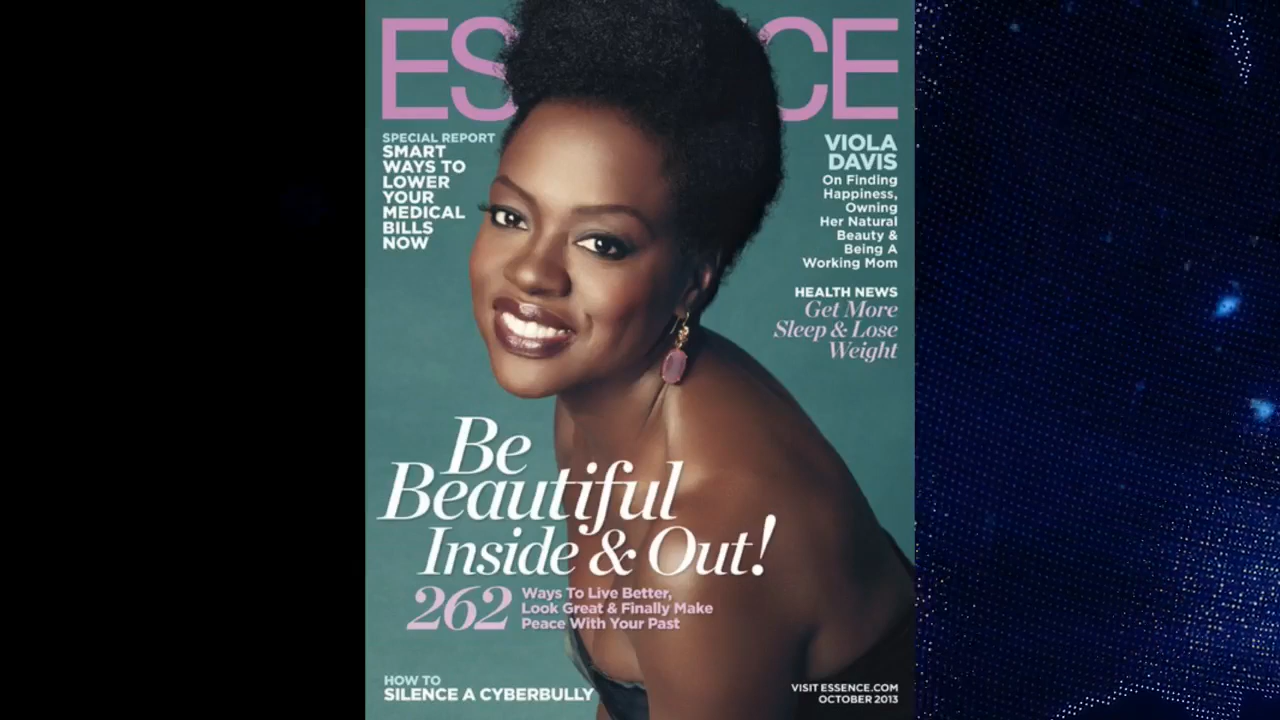 ESSENCE
SPECIAL REPORT
SMART
WAYS TO
LOWER
YOUR
MEDICAL
BILLS
NOW
VIOLA
DAVIS
On Finding
Happiness,
Owning
Her Natural
Beauty &
Being A
Working Mom
HEALTH NEWS
Get More
Sleep & Lose
Weight
Be
Beautiful
Inside & Out!
262
Ways To Live Better,
Look Great & Finally Make
Peace With Your Past
HOW TO
SILENCE A CYBERBULLY
VISIT ESSENCE.COM
OCTOBER 2013